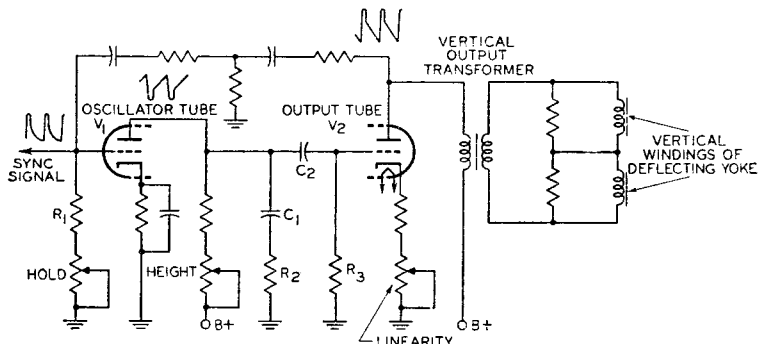 VERTICAL
OUTPUT
TRANSFORMER
OSCILLATOR TUBE
V1
OUTPUT TUBE
V2
SYNC
SIGNAL
C2
VERTICAL
WINDINGS OF
DEFLECTING YOKE
R1
C1
HOLD
HEIGHT
R2
R3
B+
LINEARITY
B+